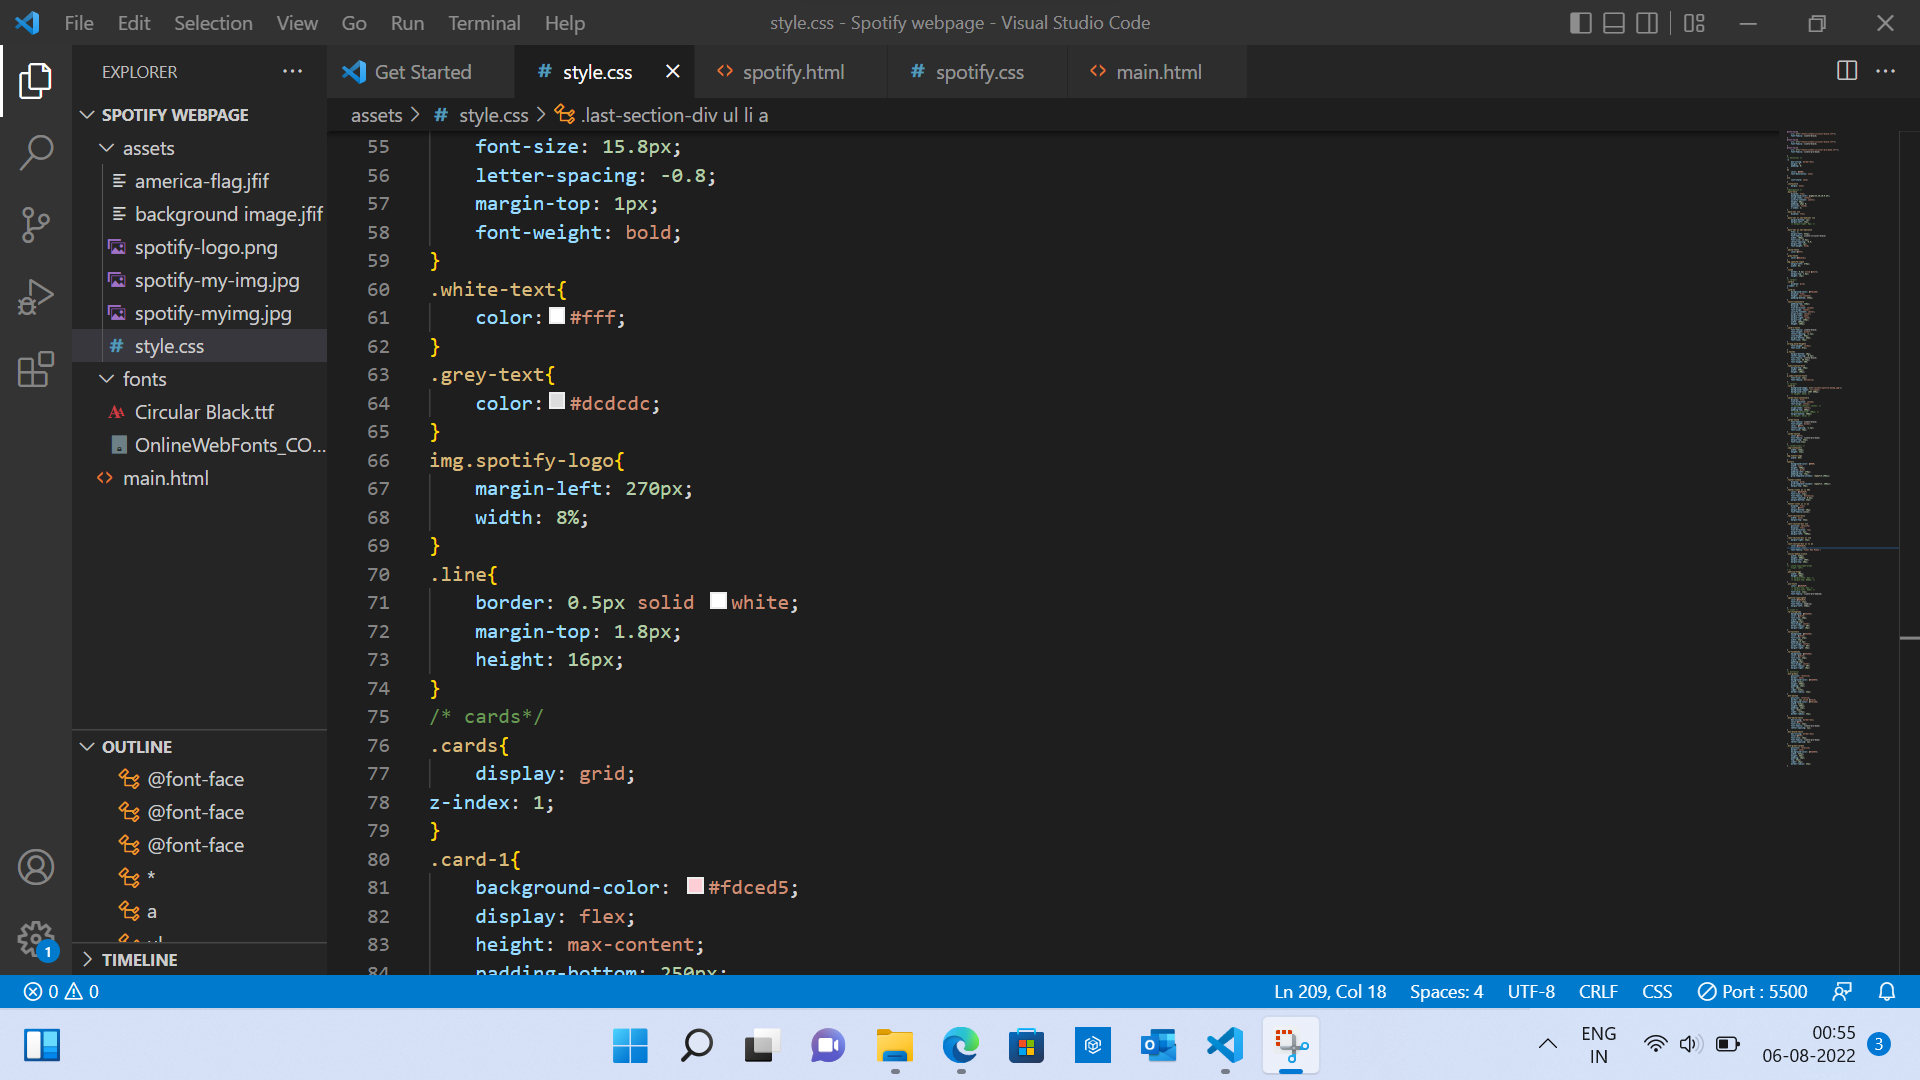 File Edit Selection View Go Run Terminal Help
style.css - Spotify webpage - Visual Studio Code
EXPLORER
Get Started
# style.css
<> spotify.html
# spotify.css
<> main.html
SPOTIFY WEBPAGE
assets > # style.css > .last-section-div ul li a
assets
america-flag.jfif
background image.jfif
spotify-logo.png
spotify-my-img.jpg
spotify-myimg.jpg
# style.css
fonts
Circular Black.ttf
OnlineWebFonts_CO...
<> main.html
OUTLINE
@font-face
@font-face
@font-face
*
a
ul
TIMELINE
55 font-size: 15.8px;
56 letter-spacing: -0.8;
57 margin-top: 1px;
58 font-weight: bold;
59 }
60 .white-text{
61 color: #fff;
62 }
63 .grey-text{
64 color: #dcdcdc;
65 }
66 img.spotify-logo{
67 margin-left: 270px;
68 width: 8%;
69 }
70 .line{
71 border: 0.5px solid white;
72 margin-top: 1.8px;
73 height: 16px;
74 }
75 /* cards*/
76 .cards{
77 display: grid;
78 z-index: 1;
79 }
80 .card-1{
81 background-color: #fdced5;
82 display: flex;
83 height: max-content;
84 padding-bottom: 250px;
1
0 0
Ln 209, Col 18 Spaces: 4 UTF-8 CRLF CSS Port : 5500
ENG
IN
00:55
06-08-2022
3